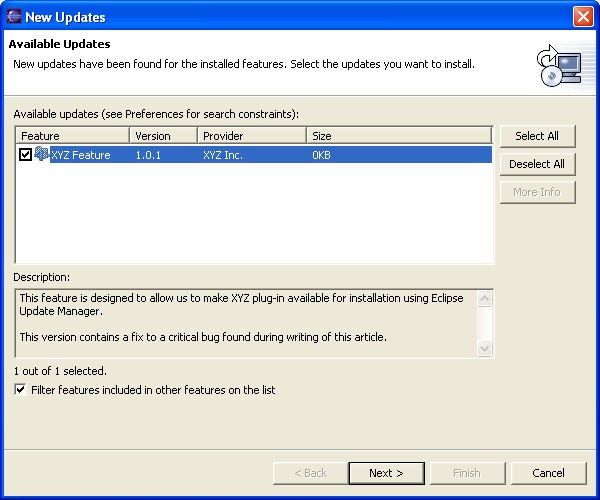 New Updates
Available Updates
New updates have been found for the installed features. Select the updates you want to install.
Available updates (see Preferences for search constraints):
Feature Version Provider Size
XYZ Feature 1.0.1 XYZ Inc. 0KB
Select All
Deselect All
More Info
Description:
This feature is designed to allow us to make XYZ plug-in available for installation using Eclipse
Update Manager.
This version contains a fix to a critical bug found during writing of this article.
1 out of 1 selected.
Filter features included in other features on the list
< Back Next > Finish Cancel